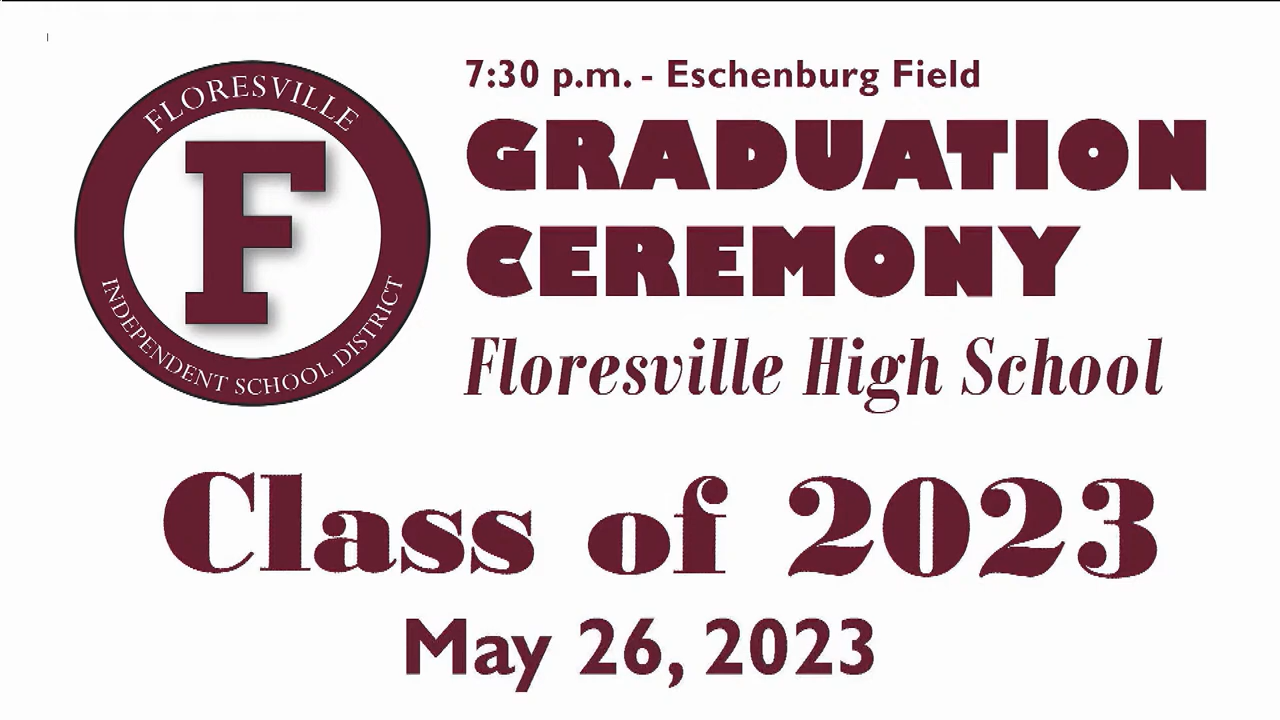 FLORESVILLE
F
INDEPENDENT SCHOOL DISTRICT
7:30 p.m. - Eschenburg Field
GRADUATION
CEREMONY
Floresville High School
Class of 2023
May 26, 2023